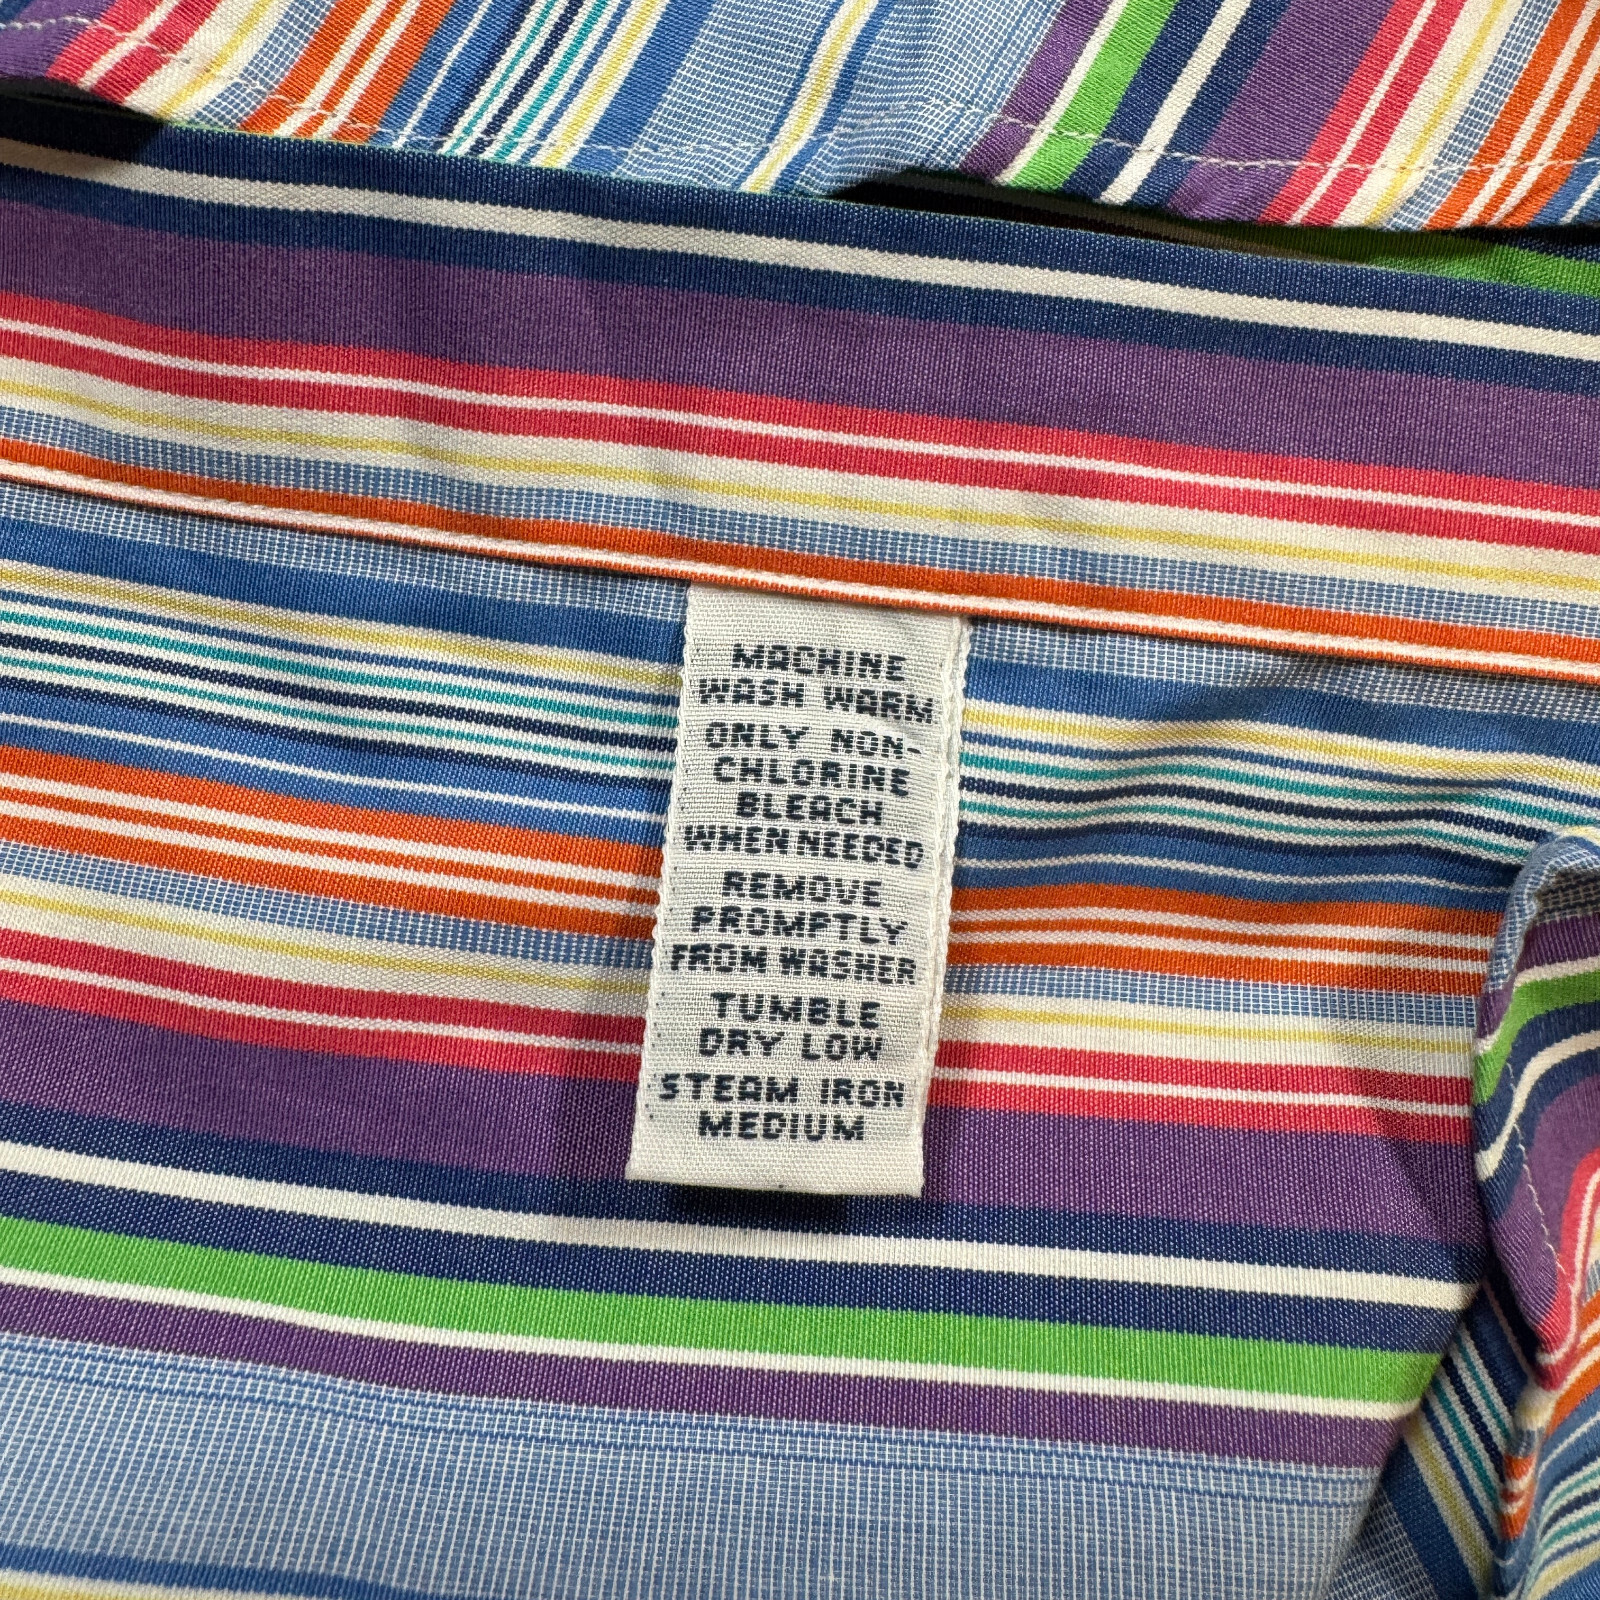 MACHINE
WASH WARM
ONLY NON-
CHLORINE
BLEACH
WHEN NEEDED
REMOVE
PROMPTLY
FROM WASHER
TUMBLE
DRY LOW
STEAM IRON
MEDIUM